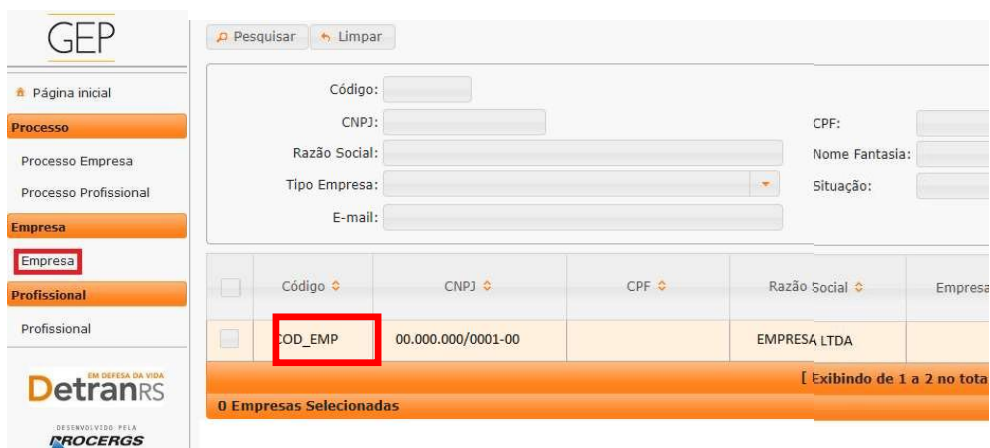 GEP
Página inicial
Processo
Processo Empresa
Processo Profissional
Empresa
Empresa
Profissional
Profissional
EM DEFESA DA VIDA
DetranRS
DESENVOLVIDO PELA
PROCERGS
Pesquisar Limpar
Código:
CNPJ: CPF:
Razão Social: Nome Fantasia:
Tipo Empresa: Situação:
E-mail:
Código CNPJ CPF Razão Social Empresa
COD_EMP 00.000.000/0001-00 EMPRESA LTDA
[ Exibindo de 1 a 2 no tota
0 Empresas Selecionadas